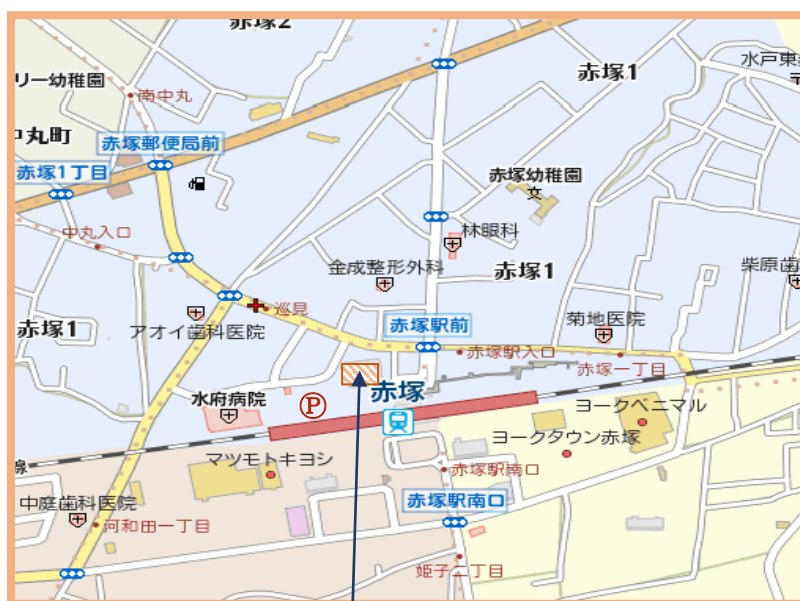 赤塚2
赤塚1
水戸東
リー幼稚園
南中丸
中丸町
赤塚郵便局前
赤塚1丁目
赤塚幼稚園
文
中丸入口
林眼科
金成整形外科
赤塚1
柴原歯
巡見
赤塚駅前
菊地医院
赤塚1
アオイ歯科医院
赤塚駅入口
赤塚一丁目
水府病院
P
赤塚
ヨークベニマル
ヨークタウン赤塚
線
マツモトキヨシ
赤塚駅南口
中庭歯科医院
赤塚駅南口
河和田一丁目
姫子二丁目